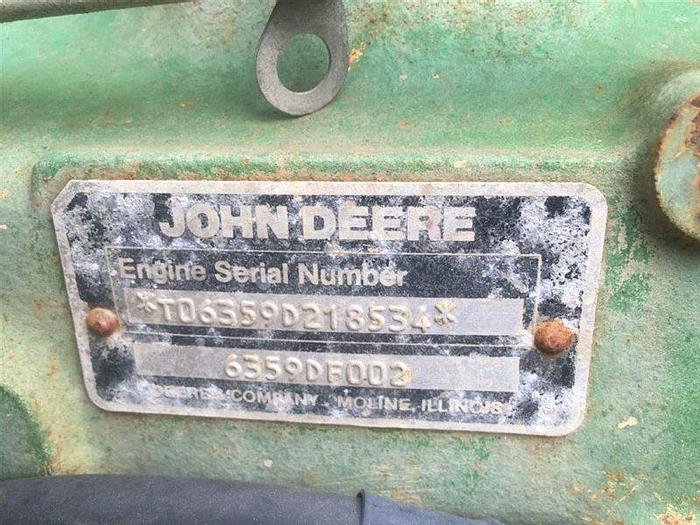 JOHN DEERE
Engine Serial Number
*T06359D218534*
6359DF002
DEERE & COMPANY MOLINE, ILLINOIS